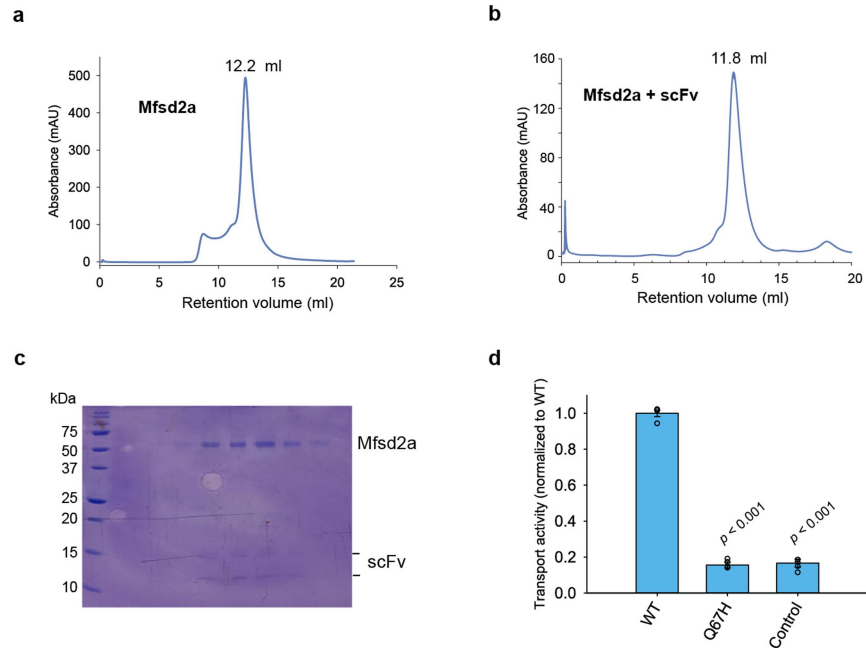 a
12.2 ml
Mfsd2a
Absorbance (mAU)
500
400
300
200
100
0
0 5 10 15 20 25
Retention volume (ml)
b
11.8 ml
Mfsd2a + scFv
Absorbance (mAU)
160
120
80
40
0
0 5 10 15 20
Retention volume (ml)
c
kDa
75
50
37
25
20
15
10
Mfsd2a
scFv
d
Transport activity (normalized to WT)
1.0
0.8
0.6
0.4
0.2
0.0
p < 0.001
p < 0.001
WT
Q67H
Control